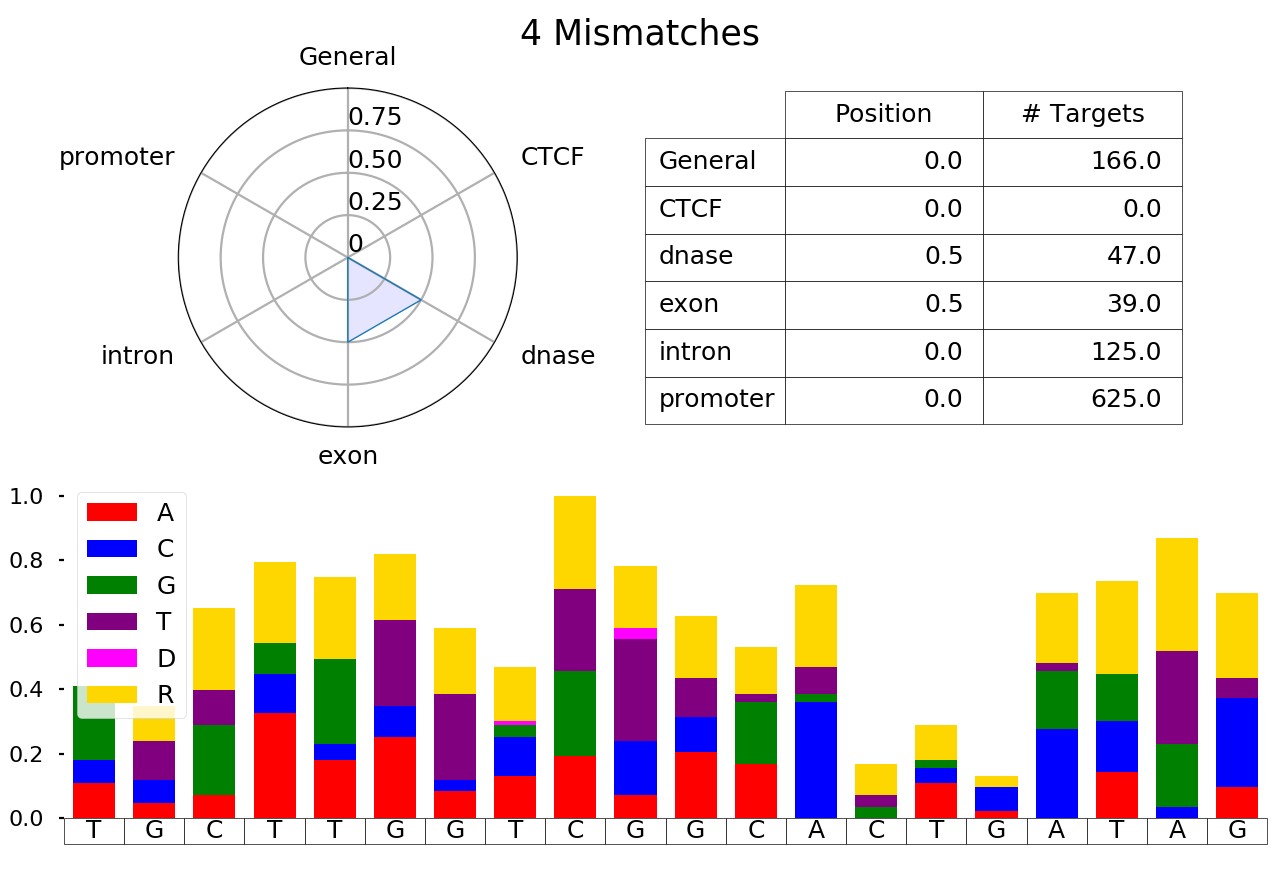 4 Mismatches
General
promoter
CTCF
0.75
0.50
0.25
0
intron
dnase
exon
Position # Targets
General 0.0 166.0
CTCF 0.0 0.0
dnase 0.5 47.0
exon 0.5 39.0
intron 0.0 125.0
promoter 0.0 625.0
1.0
0.8
0.6
0.4
0.2
0.0
A
C
G
T
D
R
T G C T T G G T C G G C A C T G A T A G